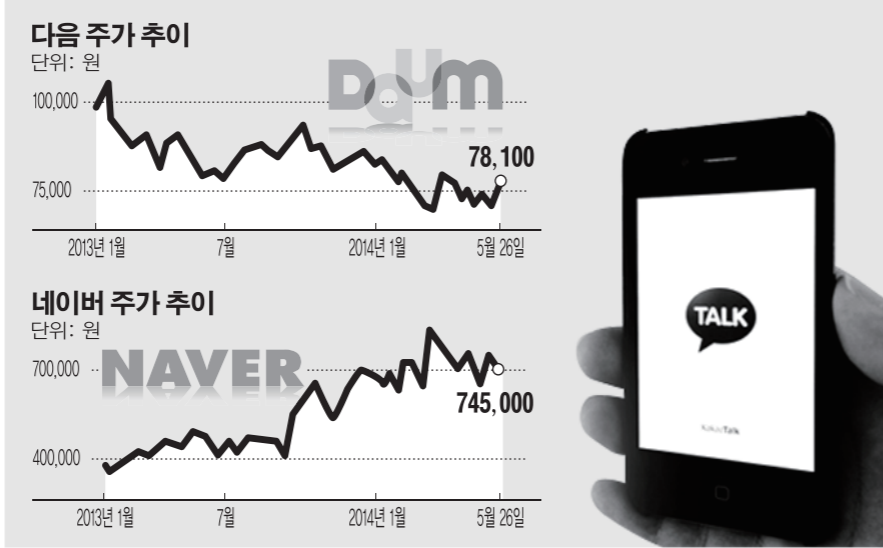 다음 주가 추이
단위: 원
Daum
100,000
78,100
75,000
2013년 1월
7월
2014년 1월
5월 26일
네이버 주가 추이
단위: 원
NAVER
700,000
745,000
400,000
2013년 1월
7월
2014년 1월
5월 26일
TALK
KakaoTalk